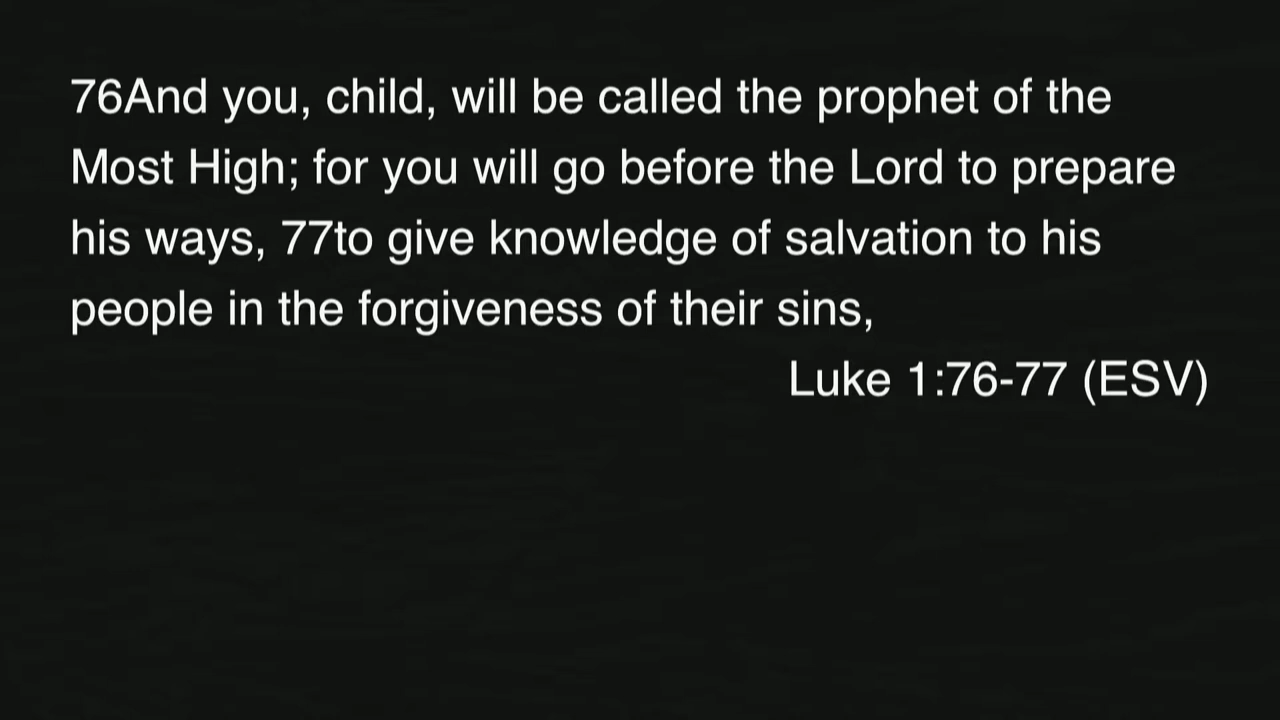 76And you, child, will be called the prophet of the
Most High; for you will go before the Lord to prepare
his ways, 77to give knowledge of salvation to his
people in the forgiveness of their sins,
Luke 1:76-77 (ESV)